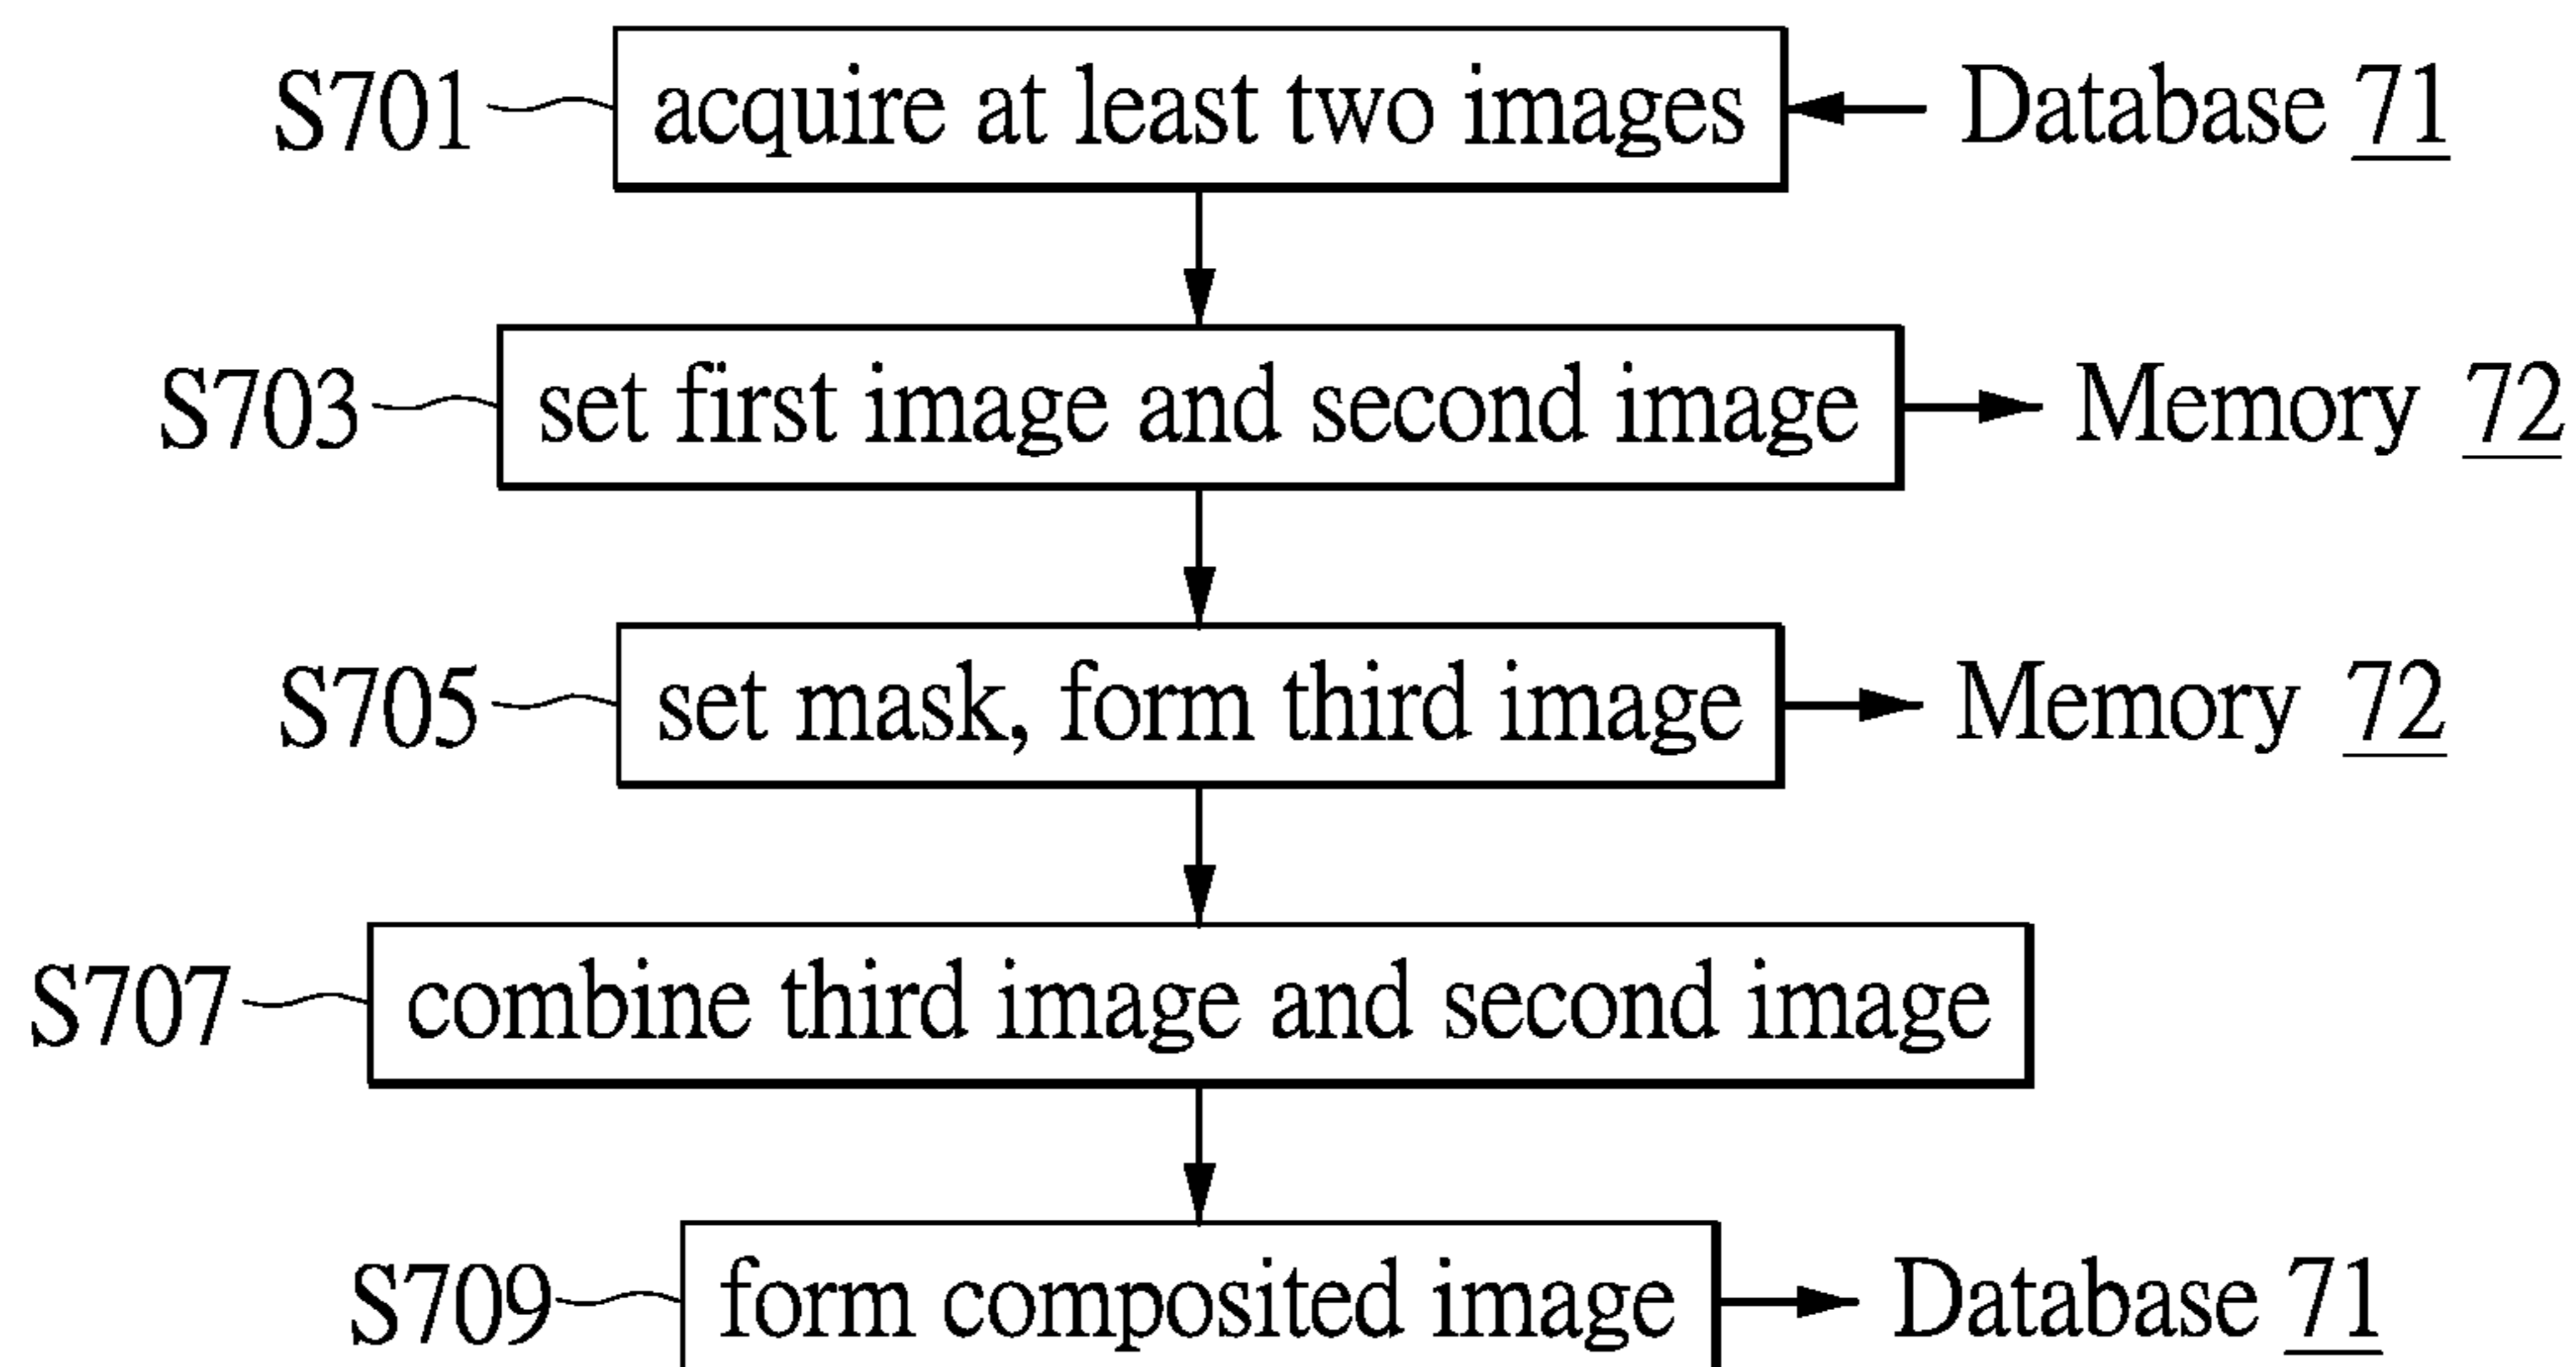 S701 acquire at least two images Database 71
S703 set first image and second image Memory 72
S705 set mask, form third image Memory 72
S707 combine third image and second image
S709 form composited image Database 71